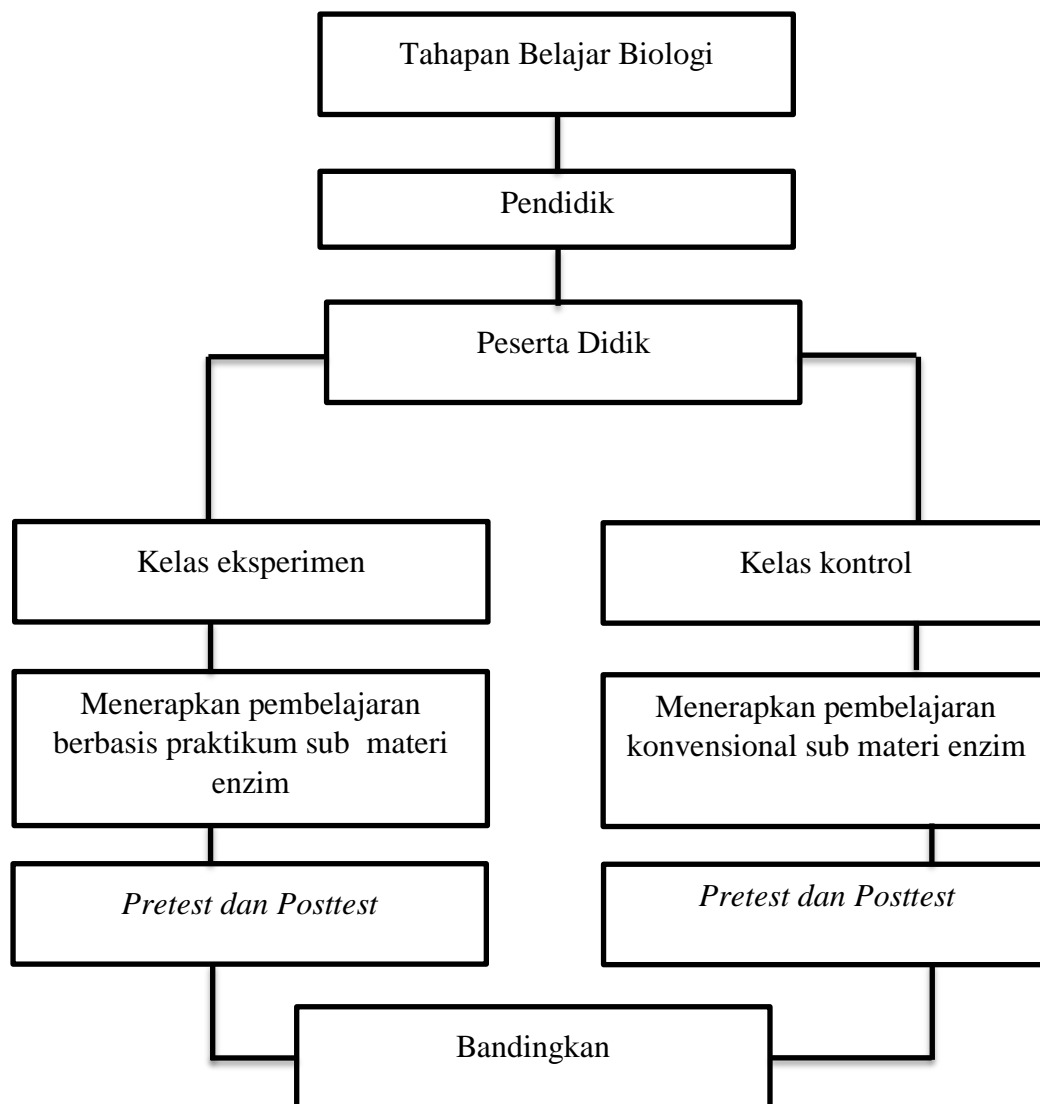 Tahapan Belajar Biologi
Pendidik
Peserta Didik
Kelas eksperimen
Kelas kontrol
Menerapkan pembelajaran
berbasis praktikum sub materi
enzim
Menerapkan pembelajaran
konvensional sub materi enzim
Pretest dan Posttest
Pretest dan Posttest
Bandingkan